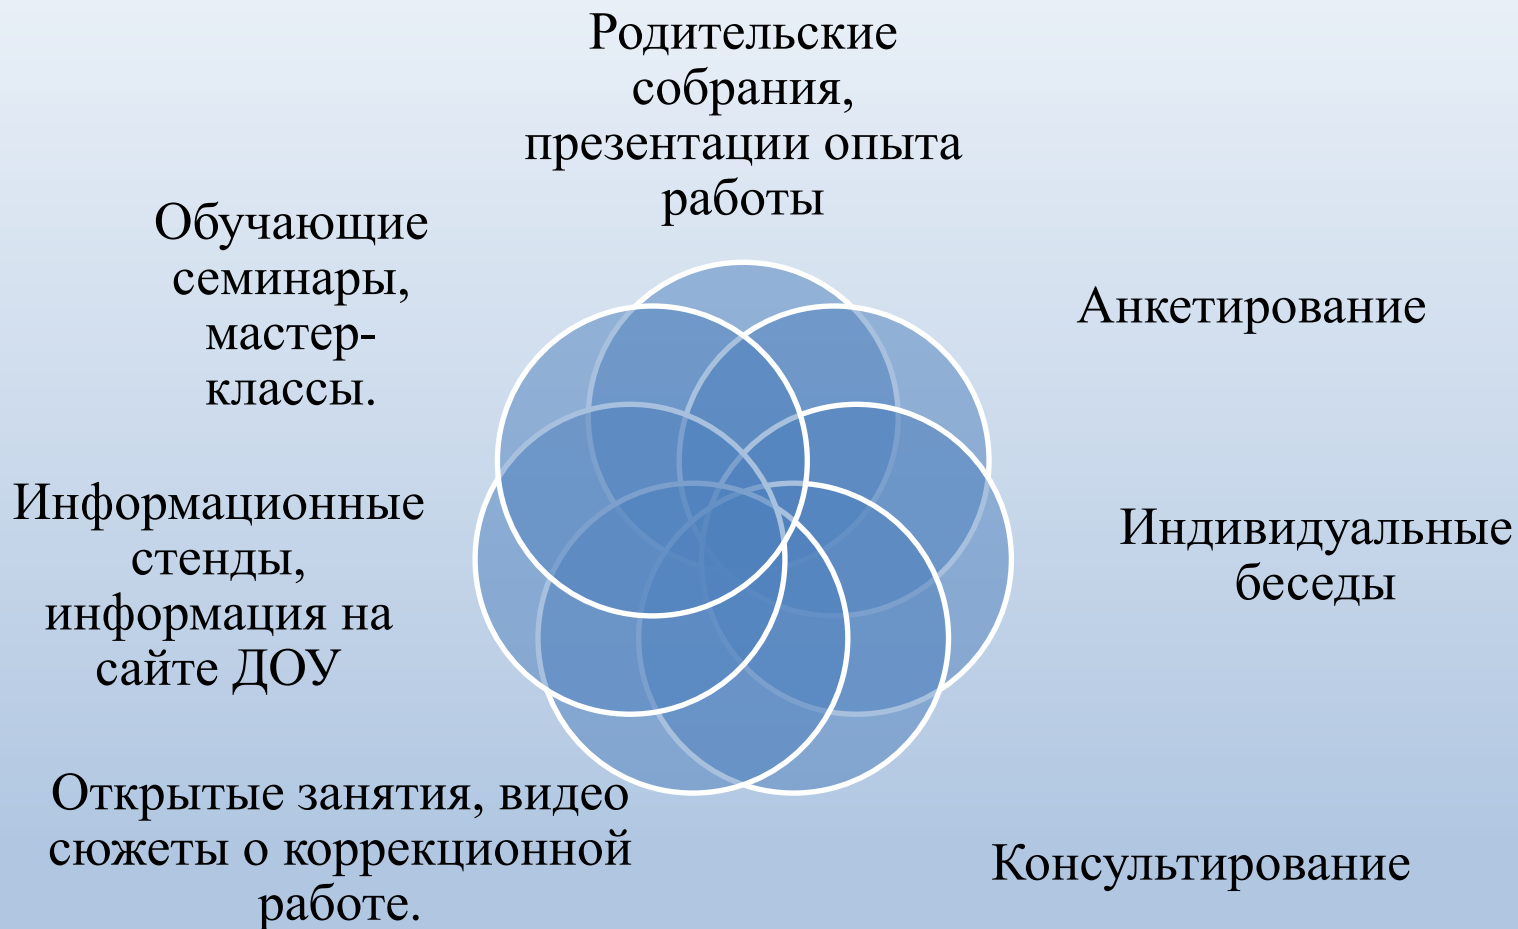 Родительские
собрания,
презентации опыта
работы
Анкетирование
Индивидуальные
беседы
Консультирование
Открытые занятия, видео
сюжеты о коррекционной
работе.
Информационные
стенды,
информация на
сайте ДОУ
Обучающие
семинары,
мастер-
классы.